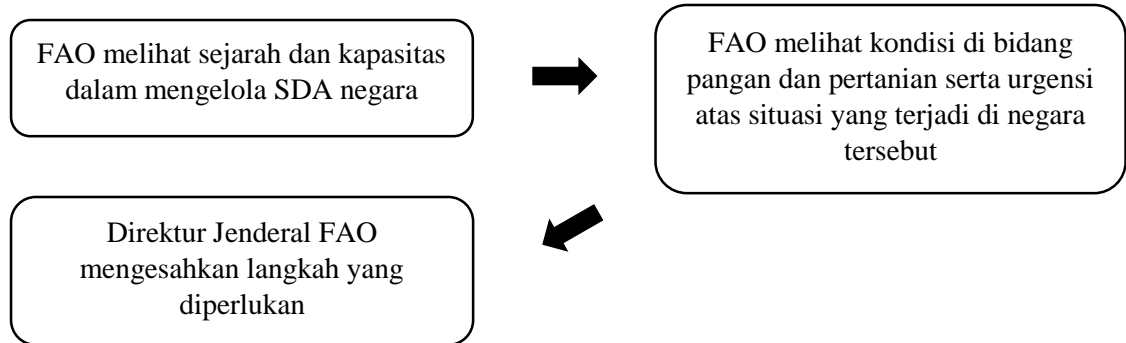 FAO melihat sejarah dan kapasitas
dalam mengelola SDA negara
FAO melihat kondisi di bidang
pangan dan pertanian serta urgensi
atas situasi yang terjadi di negara
tersebut
Direktur Jenderal FAO
mengesahkan langkah yang
diperlukan